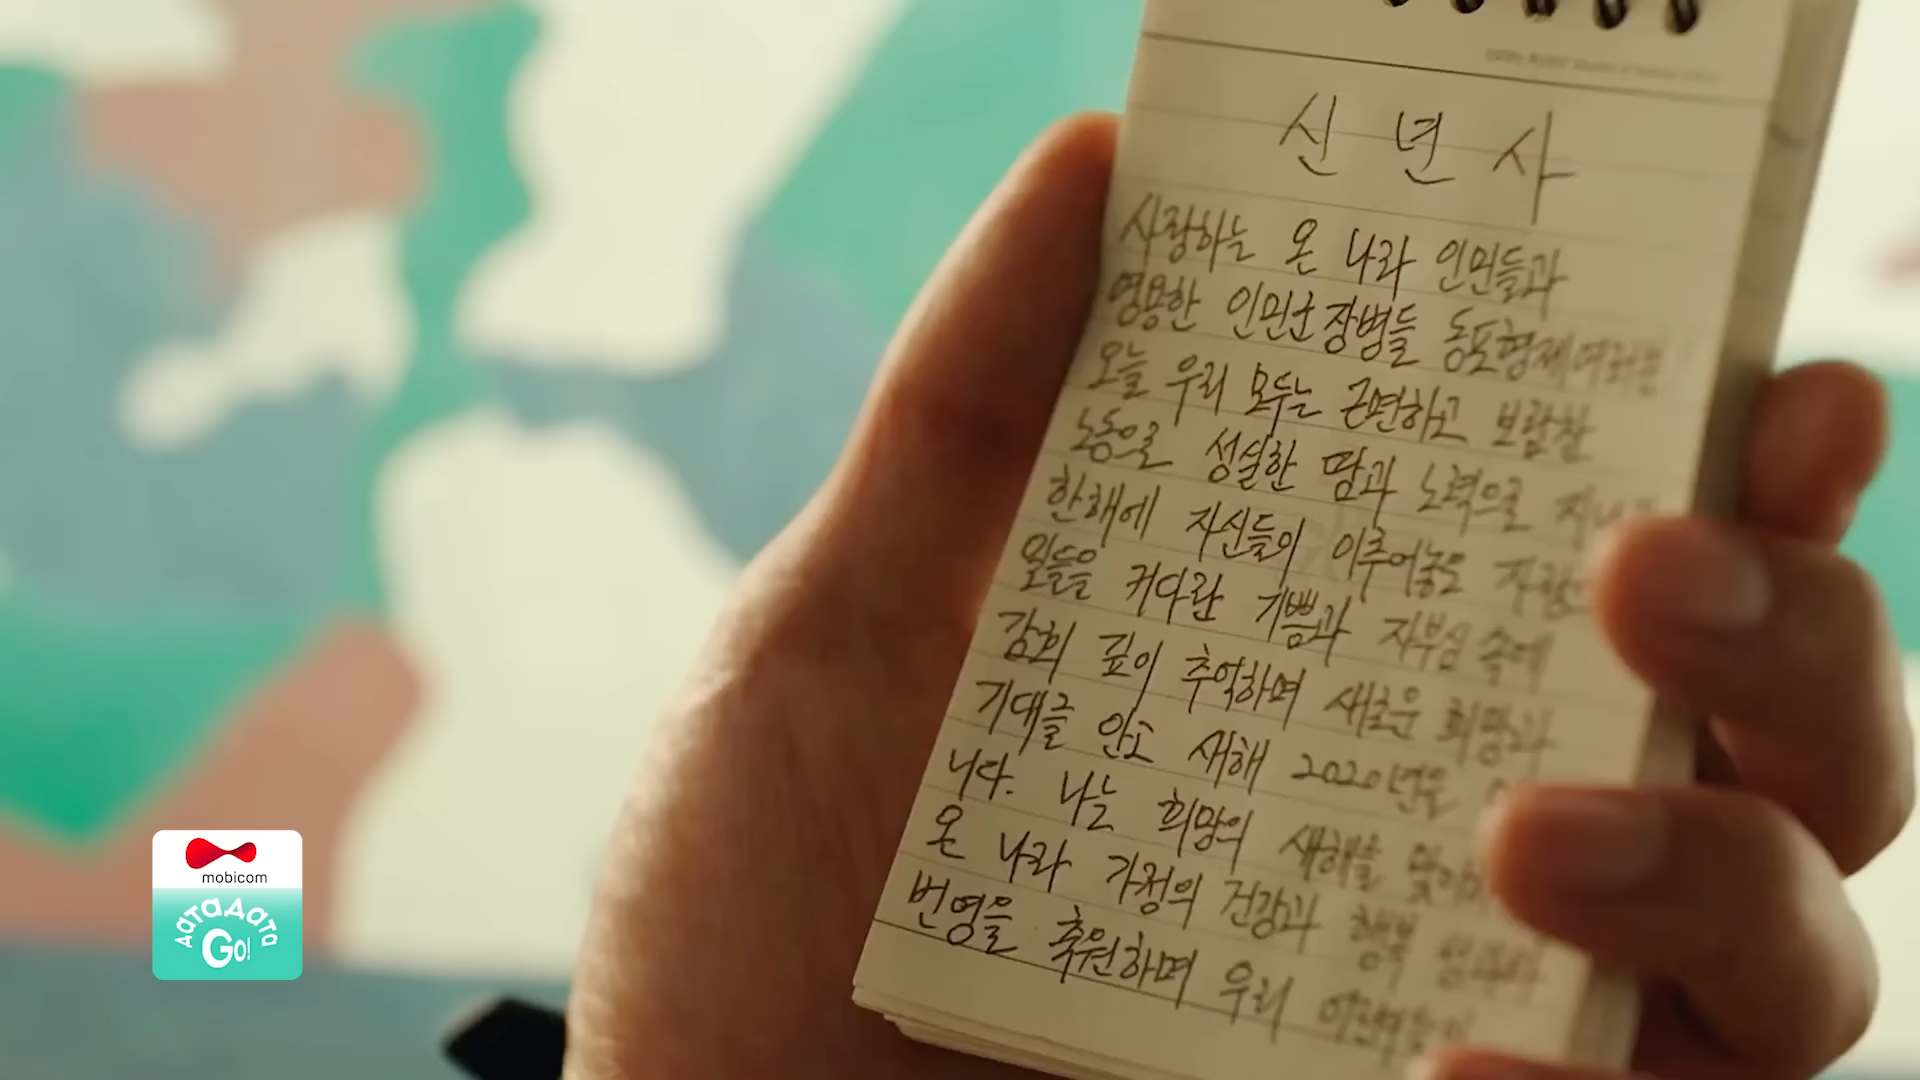 신년사
사랑하는 온 나라 인민들과
영용한 인민군장병들 동포형제여러분
오늘 우리 모두는 근면하고 보람찬
노동으로 성실한 땀과 노력으로
한해에 자신들이 이추어놓은
일들을 커다란 기쁨과 자부심 속에
감회 깊이 추억하며 새로운 희망과
기대를 안고 새해 2020년을
니다. 나는 희망의 새해를
온 나라 가정의 건강과 행복
번영을 축원하며 우리
mobicom
датадата
Go!